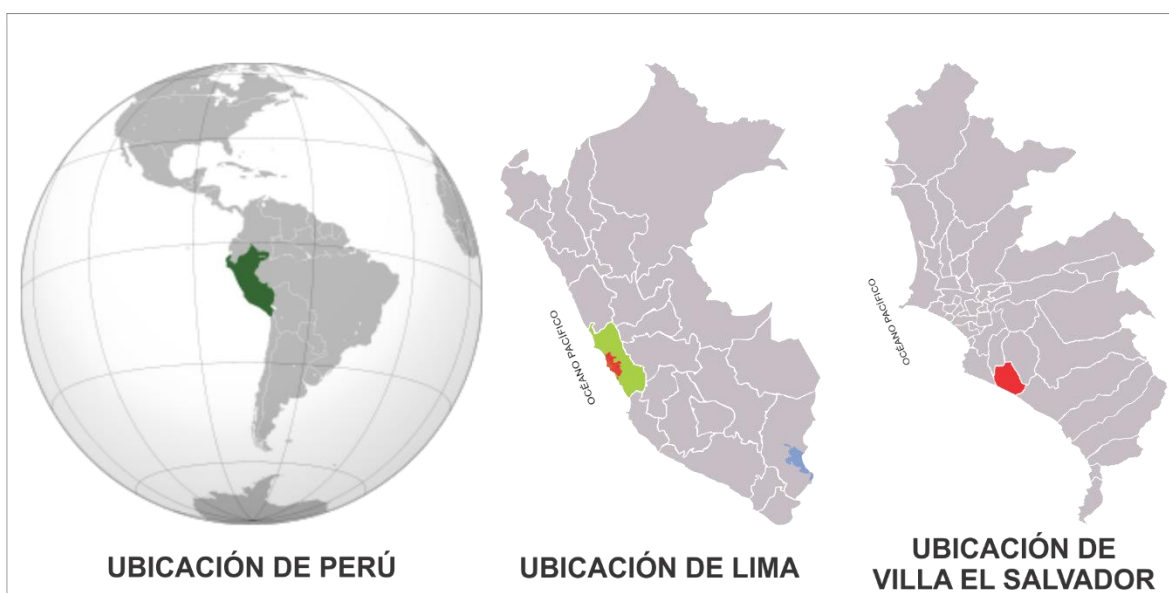 OCÉANO PACÍFICO
OCÉANO PACÍFICO
UBICACIÓN DE PERÚ
UBICACIÓN DE LIMA
UBICACIÓN DE
VILLA EL SALVADOR